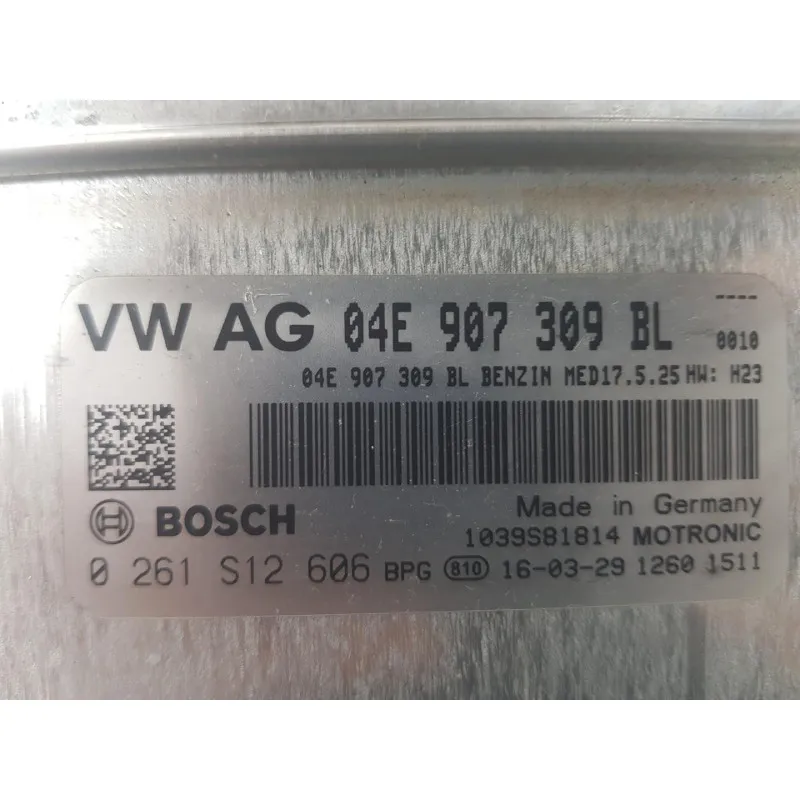 VW AG 04E 907 309 BL ----
0010
04E 907 309 BL BENZIN MED17.5.25 HW: H23
BOSCH
Made in Germany
1039S81814 MOTRONIC
0 261 S12 606 BPG 810 16-03-29 1260 1511